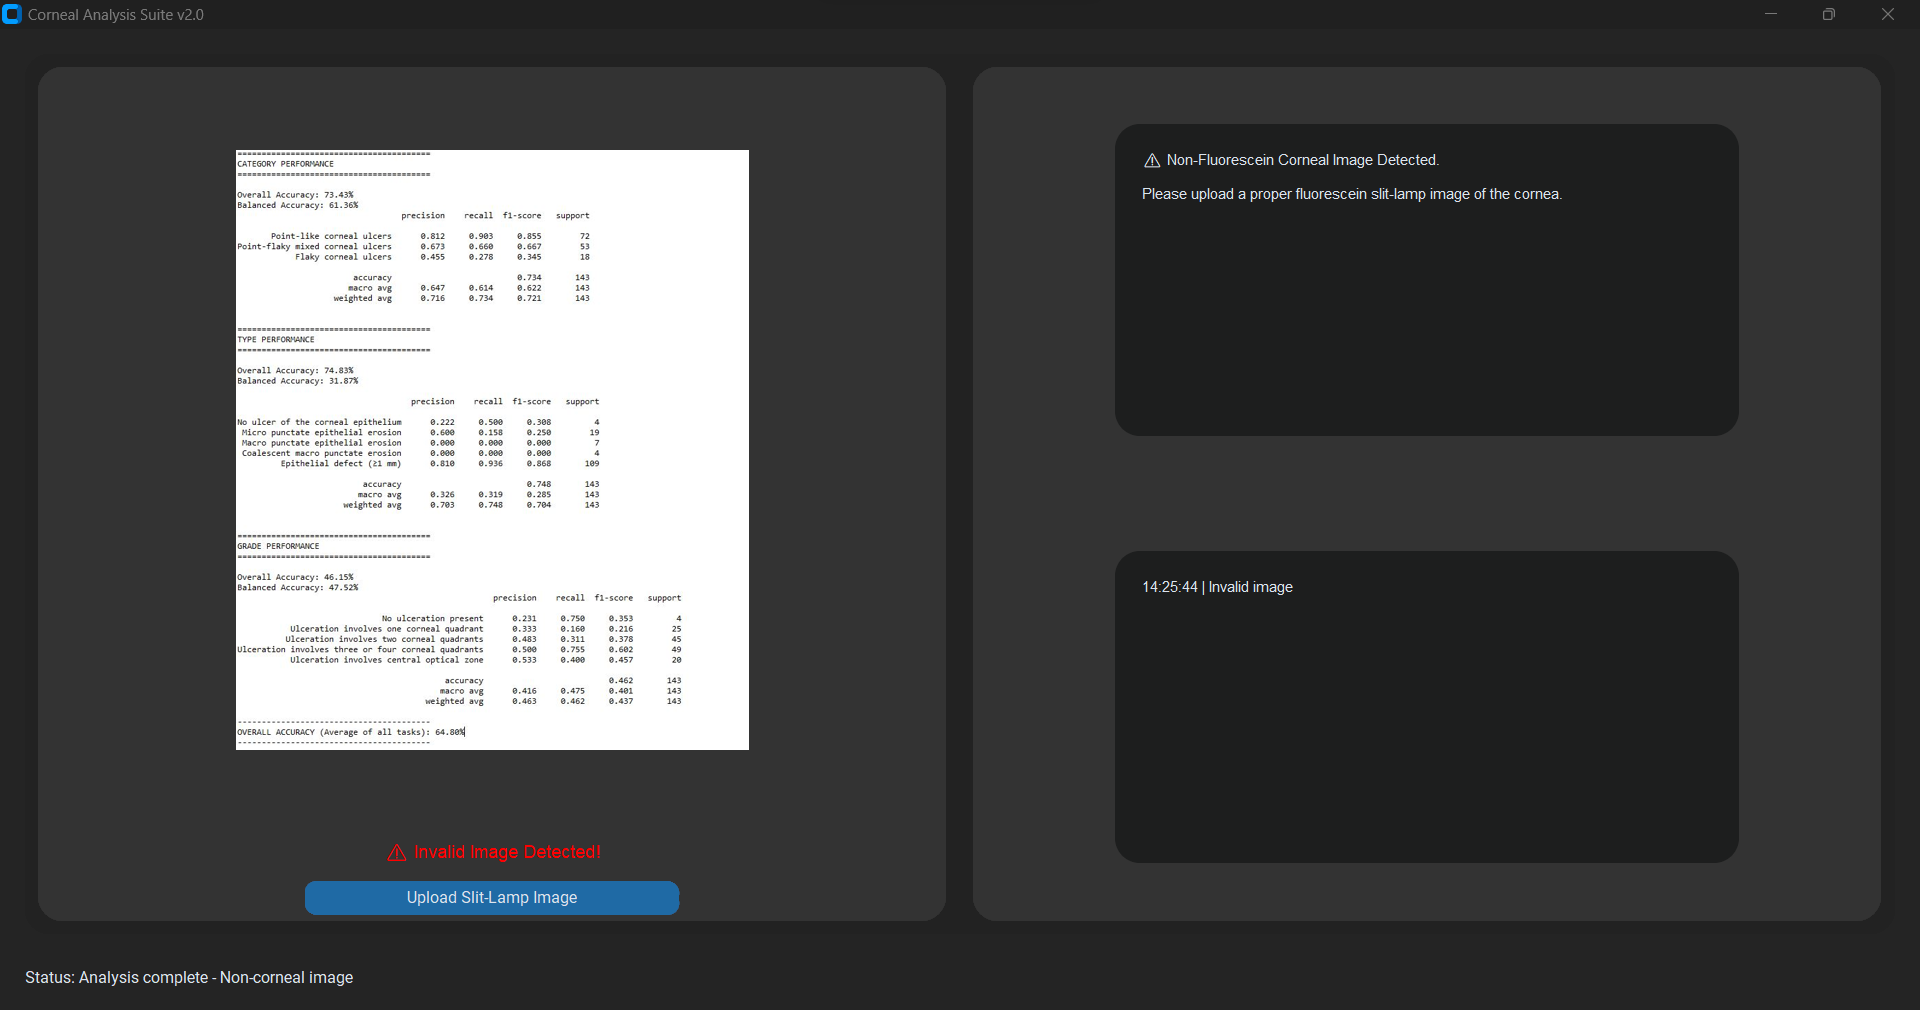 Corneal Analysis Suite v2.0
========================================
CATEGORY PERFORMANCE
========================================
Overall Accuracy: 73.43%
Balanced Accuracy: 61.36%
precision recall f1-score support
Point-like corneal ulcers 0.812 0.903 0.855 72
Point-flaky mixed corneal ulcers 0.673 0.660 0.667 53
Flaky corneal ulcers 0.455 0.278 0.345 18
accuracy 0.734 143
macro avg 0.647 0.614 0.622 143
weighted avg 0.716 0.734 0.721 143
========================================
TYPE PERFORMANCE
========================================
Overall Accuracy: 74.83%
Balanced Accuracy: 31.87%
precision recall f1-score support
No ulcer of the corneal epithelium 0.222 0.500 0.308 4
Micro punctate epithelial erosion 0.600 0.158 0.250 19
Macro punctate epithelial erosion 0.000 0.000 0.000 7
Coalescent macro punctate erosion 0.000 0.000 0.000 4
Epithelial defect (≥1 mm) 0.810 0.936 0.868 109
accuracy 0.748 143
macro avg 0.326 0.319 0.285 143
weighted avg 0.703 0.748 0.704 143
========================================
GRADE PERFORMANCE
========================================
Overall Accuracy: 46.15%
Balanced Accuracy: 47.52%
precision recall f1-score support
No ulceration present 0.231 0.750 0.353 4
Ulceration involves one corneal quadrant 0.333 0.160 0.216 25
Ulceration involves two corneal quadrants 0.483 0.311 0.378 45
Ulceration involves three or four corneal quadrants 0.500 0.755 0.602 49
Ulceration involves central optical zone 0.533 0.400 0.457 20
accuracy 0.462 143
macro avg 0.416 0.475 0.401 143
weighted avg 0.463 0.462 0.437 143
----------------------------------------
OVERALL ACCURACY (Average of all tasks): 64.80%
----------------------------------------
⚠ Invalid Image Detected!
Upload Slit-Lamp Image
⚠ Non-Fluorescein Corneal Image Detected.
Please upload a proper fluorescein slit-lamp image of the cornea.
14:25:44 | Invalid image
Status: Analysis complete - Non-corneal image